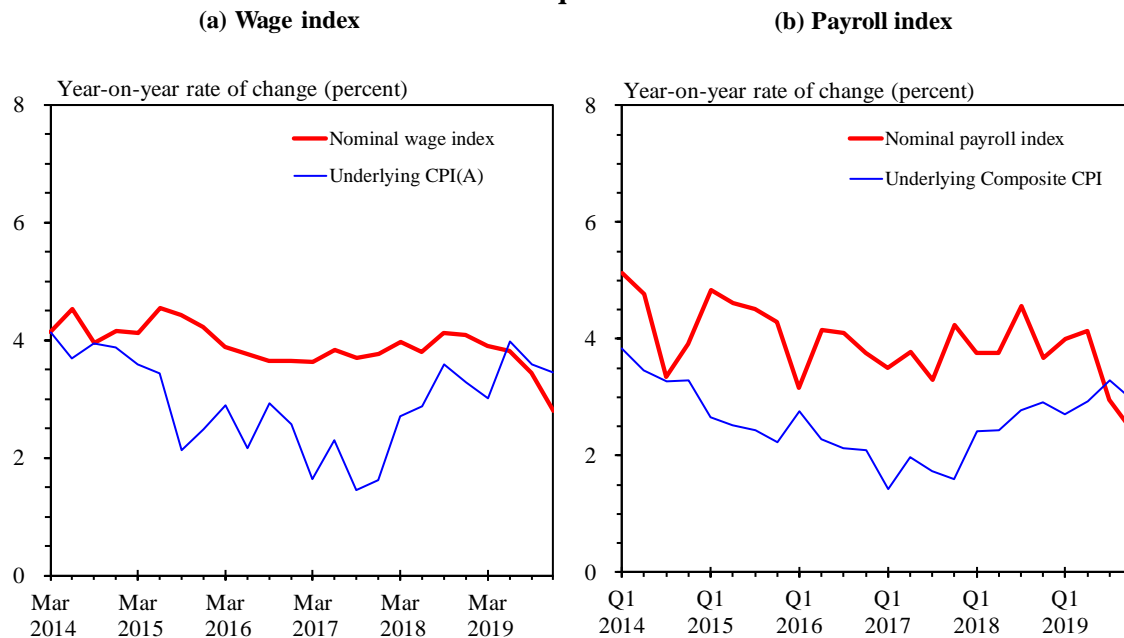 (a) Wage index
Year-on-year rate of change (percent)
8
Nominal wage index
Underlying CPI(A)
6
4
2
0
Mar
2014
Mar
2015
Mar
2016
Mar
2017
Mar
2018
Mar
2019
(b) Payroll index
Year-on-year rate of change (percent)
8
Nominal payroll index
Underlying Composite CPI
6
4
2
0
Q1
2014
Q1
2015
Q1
2016
Q1
2017
Q1
2018
Q1
2019